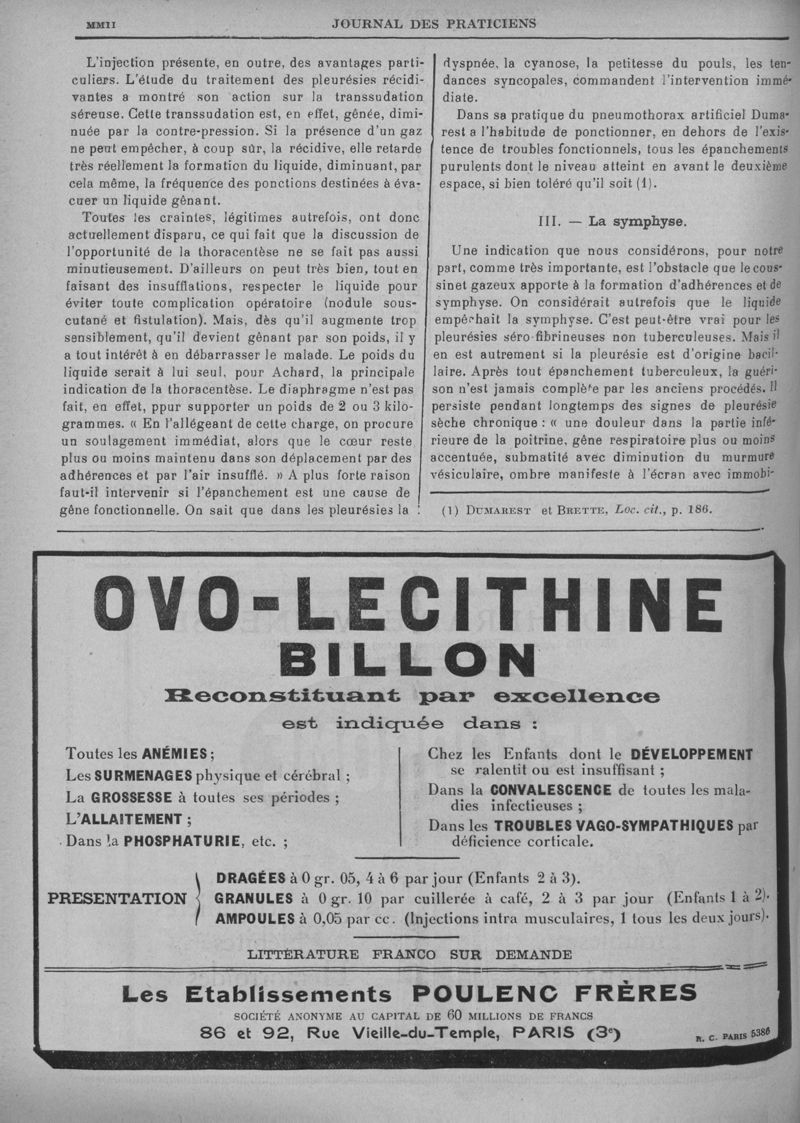 MMII
JOURNAL DES PRATICIENS
L'injection présente, en outre, des avantages parti-
culiers. L'étude du traitement des pleurésies récidi-
vantes a montré son action sur la transsudation
séreuse. Cette transsudation est, en effet, gênée, dimi-
nuée par la contre-pression. Si la présence d'un gaz
ne peut empêcher, à coup sûr, la récidive, elle retarde
très réellement la formation du liquide, diminuant, par
cela même, la fréquence des ponctions destinées à éva-
cuer un liquide gênant.
Toutes les craintes, légitimes autrefois, ont donc
actuellement disparu, ce qui fait que la discussion de
l'opportunité de la thoracentèse ne se fait pas aussi
minutieusement. D'ailleurs on peut très bien, tout en
faisant des insufflations, respecter le liquide pour
éviter toute complication opératoire (nodule sous-
cutané et fistulation). Mais, dès qu'il augmente trop
sensiblement, qu'il devient gênant par son poids, il y
a tout intérêt à en débarrasser le malade. Le poids du
liquide serait à lui seul, pour Achard, la principale
indication de la thoracentèse. Le diaphragme n'est pas
fait, en effet, ppur supporter un poids de 2 ou 3 kilo-
grammes. « En l'allégeant de cette charge, on procure
un soulagement immédiat, alors que le cœur reste
plus ou moins maintenu dans son déplacement par des
adhérences et par l'air insufflé. » A plus forte raison
faut-il intervenir si l'épanchement est une cause de
gêne fonctionnelle. On sait que dans les pleurésies la
dyspnée, la cyanose, la petitesse du pouls, les ten-
dances syncopales, commandent l'intervention immé-
diate.
Dans sa pratique du pneumothorax artificiel Duma-
rest a l'habitude de ponctionner, en dehors de l'exis-
tence de troubles fonctionnels, tous les épanchements
purulents dont le niveau atteint en avant le deuxième
espace, si bien toléré qu'il soit (1).
III. — La symphyse.
Une indication que nous considérons, pour notre
part, comme très importante, est l'obstacle que le cous-
sinet gazeux apporte à la formation d'adhérences et de
symphyse. On considérait autrefois que le liquide
empêchait la symphyse. C'est peut-être vrai pour les
pleurésies séro-fibrineuses non tuberculeuses. Mais il
en est autrement si la pleurésie est d'origine bacil-
laire. Après tout épanchement tuberculeux, la guéri-
son n'est jamais complète par les anciens procédés. Il
persiste pendant longtemps des signes de pleurésie
sèche chronique : « une douleur dans la partie infé-
rieure de la poitrine, gêne respiratoire plus ou moins
accentuée, submatité avec diminution du murmure
vésiculaire, ombre manifeste à l'écran avec immobi-
(1) DUMAREST et BRETTE, Loc. cit., p. 186.
OVO-LECITHINE
BILLON
Reconstituant par excellence
est indiquée dans :
Toutes les ANÉMIES ;
Les SURMENAGES physique et cérébral ;
La GROSSESSE à toutes ses périodes ;
L'ALLAITEMENT ;
Dans la PHOSPHATURIE, etc. ;
Chez les Enfants dont le DÉVELOPPEMENT
se ralentit ou est insuffisant ;
Dans la CONVALESCENCE de toutes les mala-
dies infectieuses ;
Dans les TROUBLES VAGO-SYMPATHIQUES par
déficience corticale.
PRESENTATION
DRAGÉES à 0 gr. 05, 4 à 6 par jour (Enfants 2 à 3).
GRANULES à 0 gr. 10 par cuillerée à café, 2 à 3 par jour (Enfants 1 à 2).
AMPOULES à 0,05 par cc. (Injections intra musculaires, 1 tous les deux jours).
LITTÉRATURE FRANCO SUR DEMANDE
Les Etablissements POULENC FRÈRES
SOCIÉTÉ ANONYME AU CAPITAL DE 60 MILLIONS DE FRANCS
86 et 92, Rue Vieille-du-Temple, PARIS (3e)
R. C. PARIS 5386